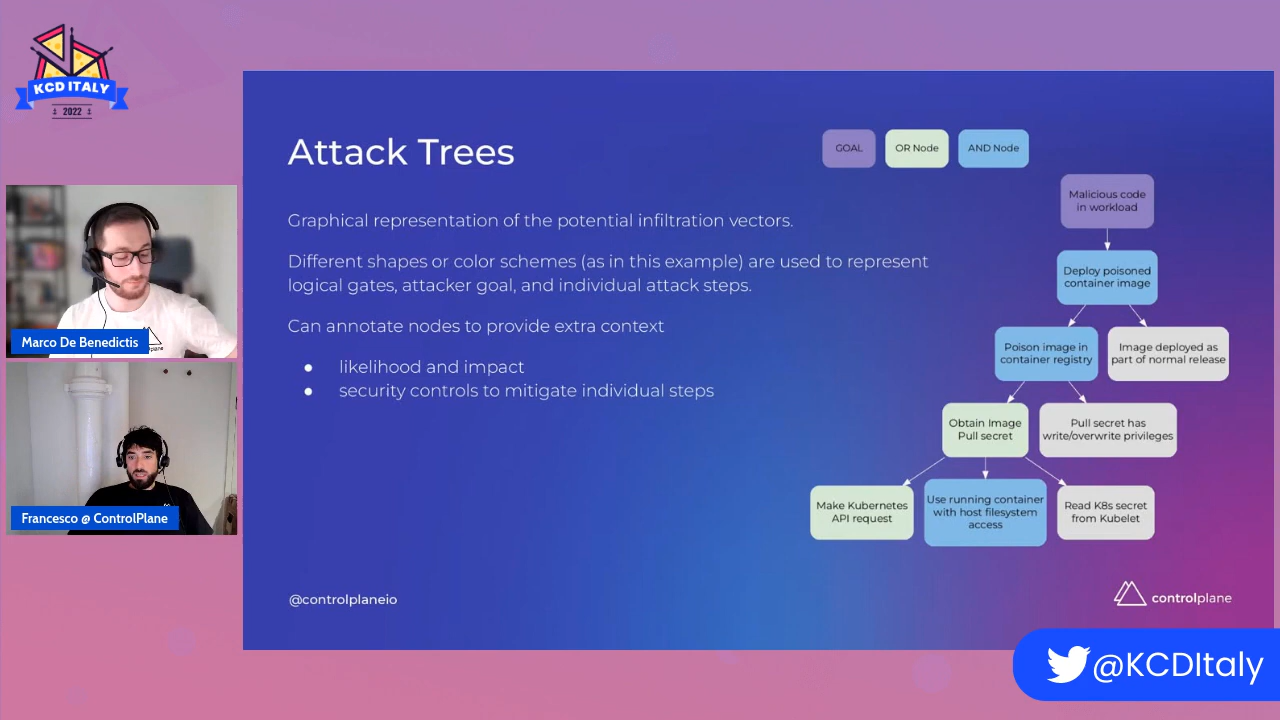 KCD ITALY
2022
Attack Trees
GOAL
OR Node
AND Node
Graphical representation of the potential infiltration vectors.
Different shapes or color schemes (as in this example) are used to represent
logical gates, attacker goal, and individual attack steps.
Can annotate nodes to provide extra context
● likelihood and impact
● security controls to mitigate individual steps
Malicious code
in workload
Deploy poisoned
container image
Poison image in
container registry
Image deployed as
part of normal release
Obtain Image
Pull secret
Pull secret has
write/overwrite privileges
Make Kubernetes
API request
Use running container
with host filesystem
access
Read K8s secret
from Kubelet
@controlplaneio
controlplane
Marco De Benedictis
Francesco @ ControlPlane
@KCDItaly